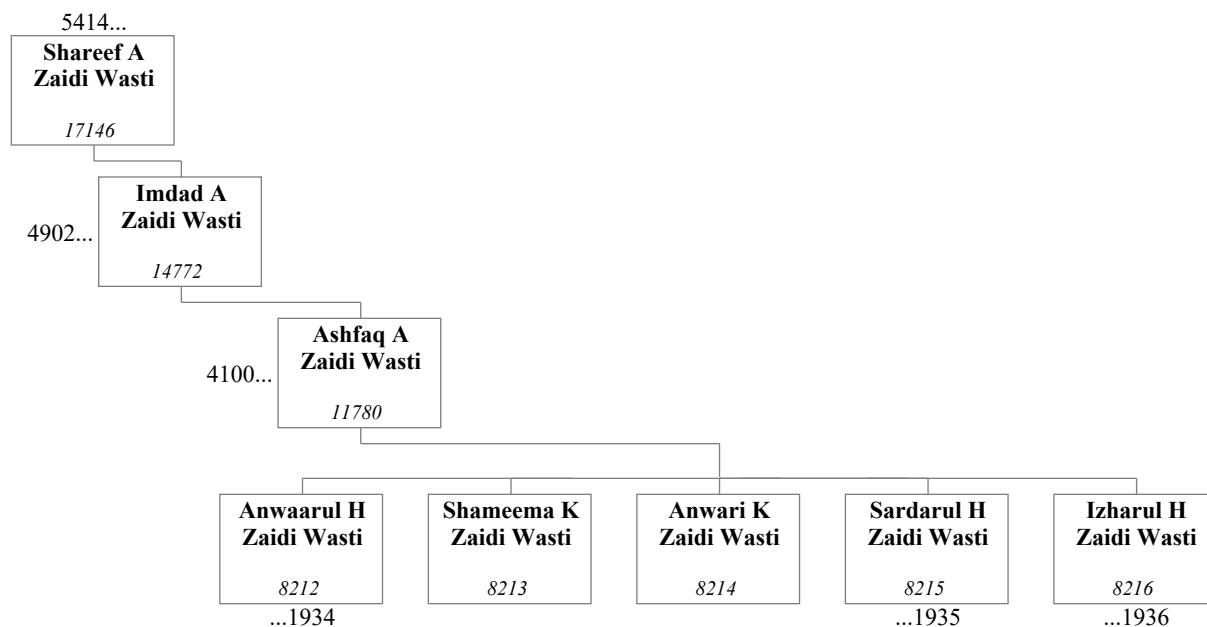 5414...
Shareef A
Zaidi Wasti
17146
Imdad A
Zaidi Wasti
4902...
14772
Ashfaq A
Zaidi Wasti
4100...
11780
Anwaarul H
Zaidi Wasti
8212
...1934
Shameema K
Zaidi Wasti
8213
Anwari K
Zaidi Wasti
8214
Sardarul H
Zaidi Wasti
8215
...1935
Izharul H
Zaidi Wasti
8216
...1936